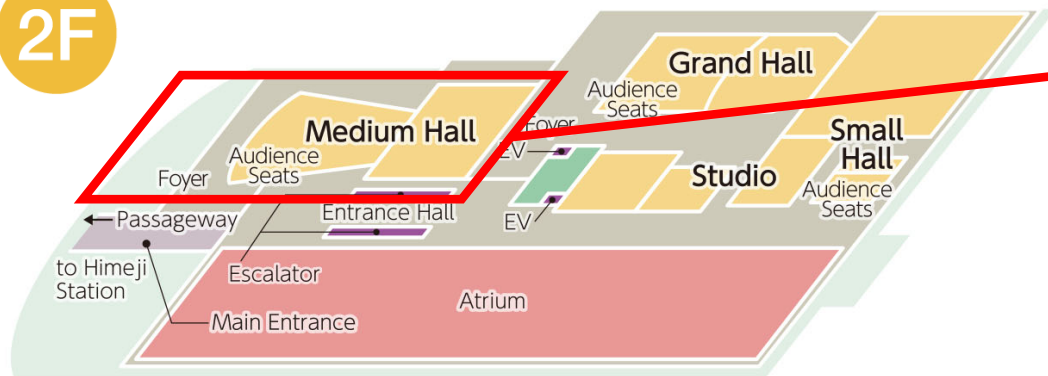 2F
Grand Hall
Audience
Seats
Medium Hall
Foyer
EV
Small
Hall
Audience
Seats
Studio
Foyer
Audience
Seats
Passageway
Entrance Hall
EV
to Himeji
Station
Escalator
Atrium
Main Entrance